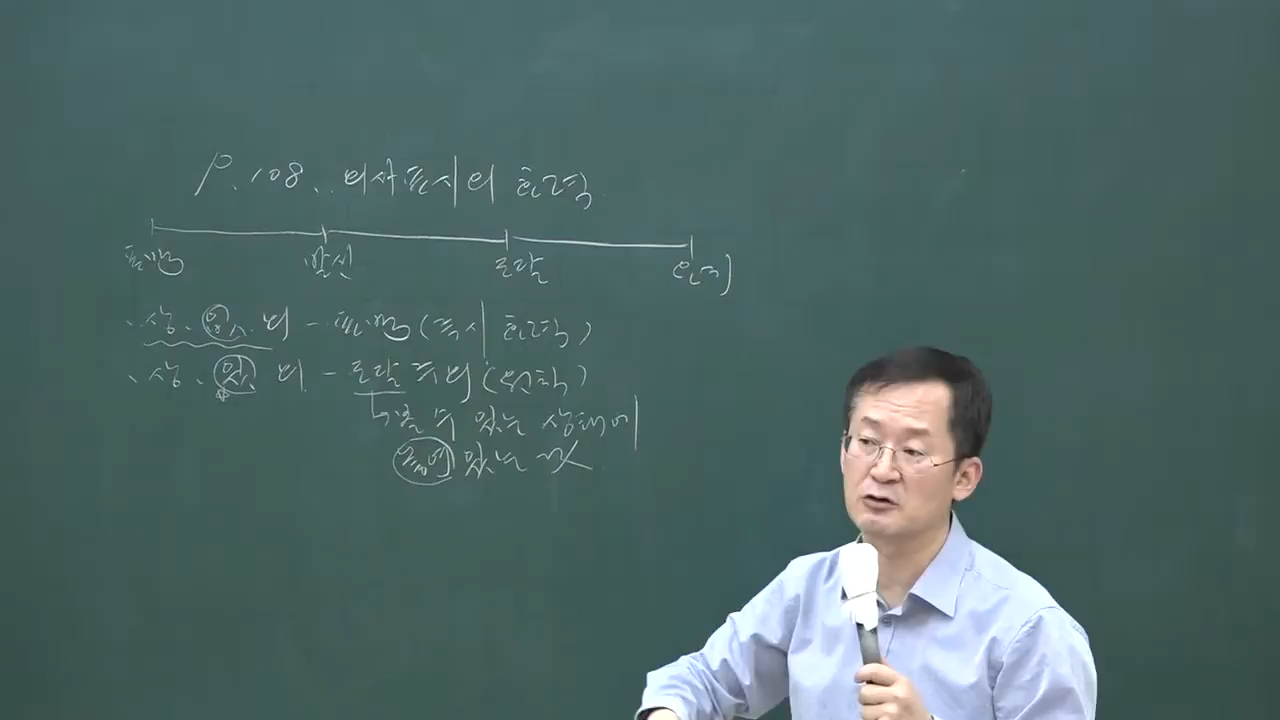 P. 108. 의사표시의 효력
표백 발신 도달 요지
· 상. 없는 의 - 표백 (즉시 효력)
· 상. 있는 의 - 도달주의 (원칙)
↳ 알 수 있는 상태에
놓여 있는 것